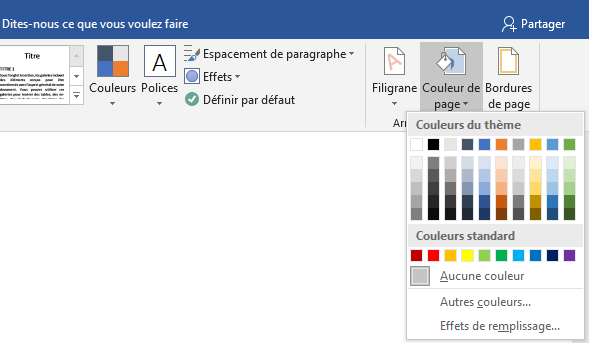 Dites-nous ce que vous voulez faire
Partager
Titre
TITRE 1
Couleurs
Polices
Espacement de paragraphe
Effets
Définir par défaut
Filigrane
Couleur de
page
Bordures
de page
Couleurs du thème
Couleurs standard
Aucune couleur
Autres couleurs...
Effets de remplissage...